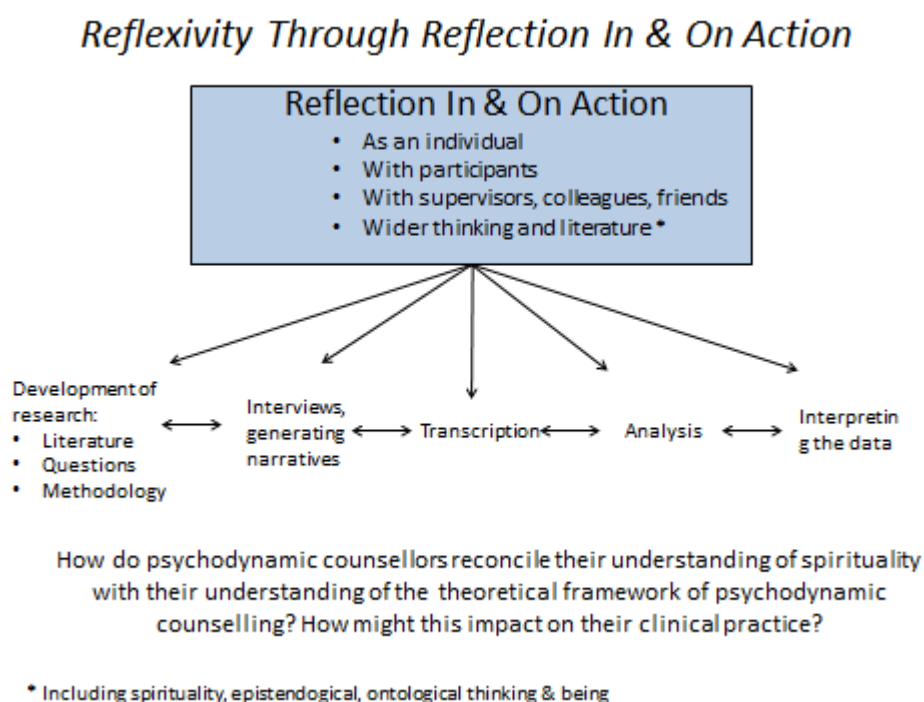 Reflexivity Through Reflection In & On Action
Reflection In & On Action
• As an individual
• With participants
• With supervisors, colleagues, friends
• Wider thinking and literature *
Development of
research:
• Literature
• Questions
• Methodology
Interviews,
generating
narratives
Transcription
Analysis
Interpretin
g the data
How do psychodynamic counsellors reconcile their understanding of spirituality
with their understanding of the theoretical framework of psychodynamic
counselling? How might this impact on their clinical practice?
* Including spirituality, epistendogical, ontological thinking & being